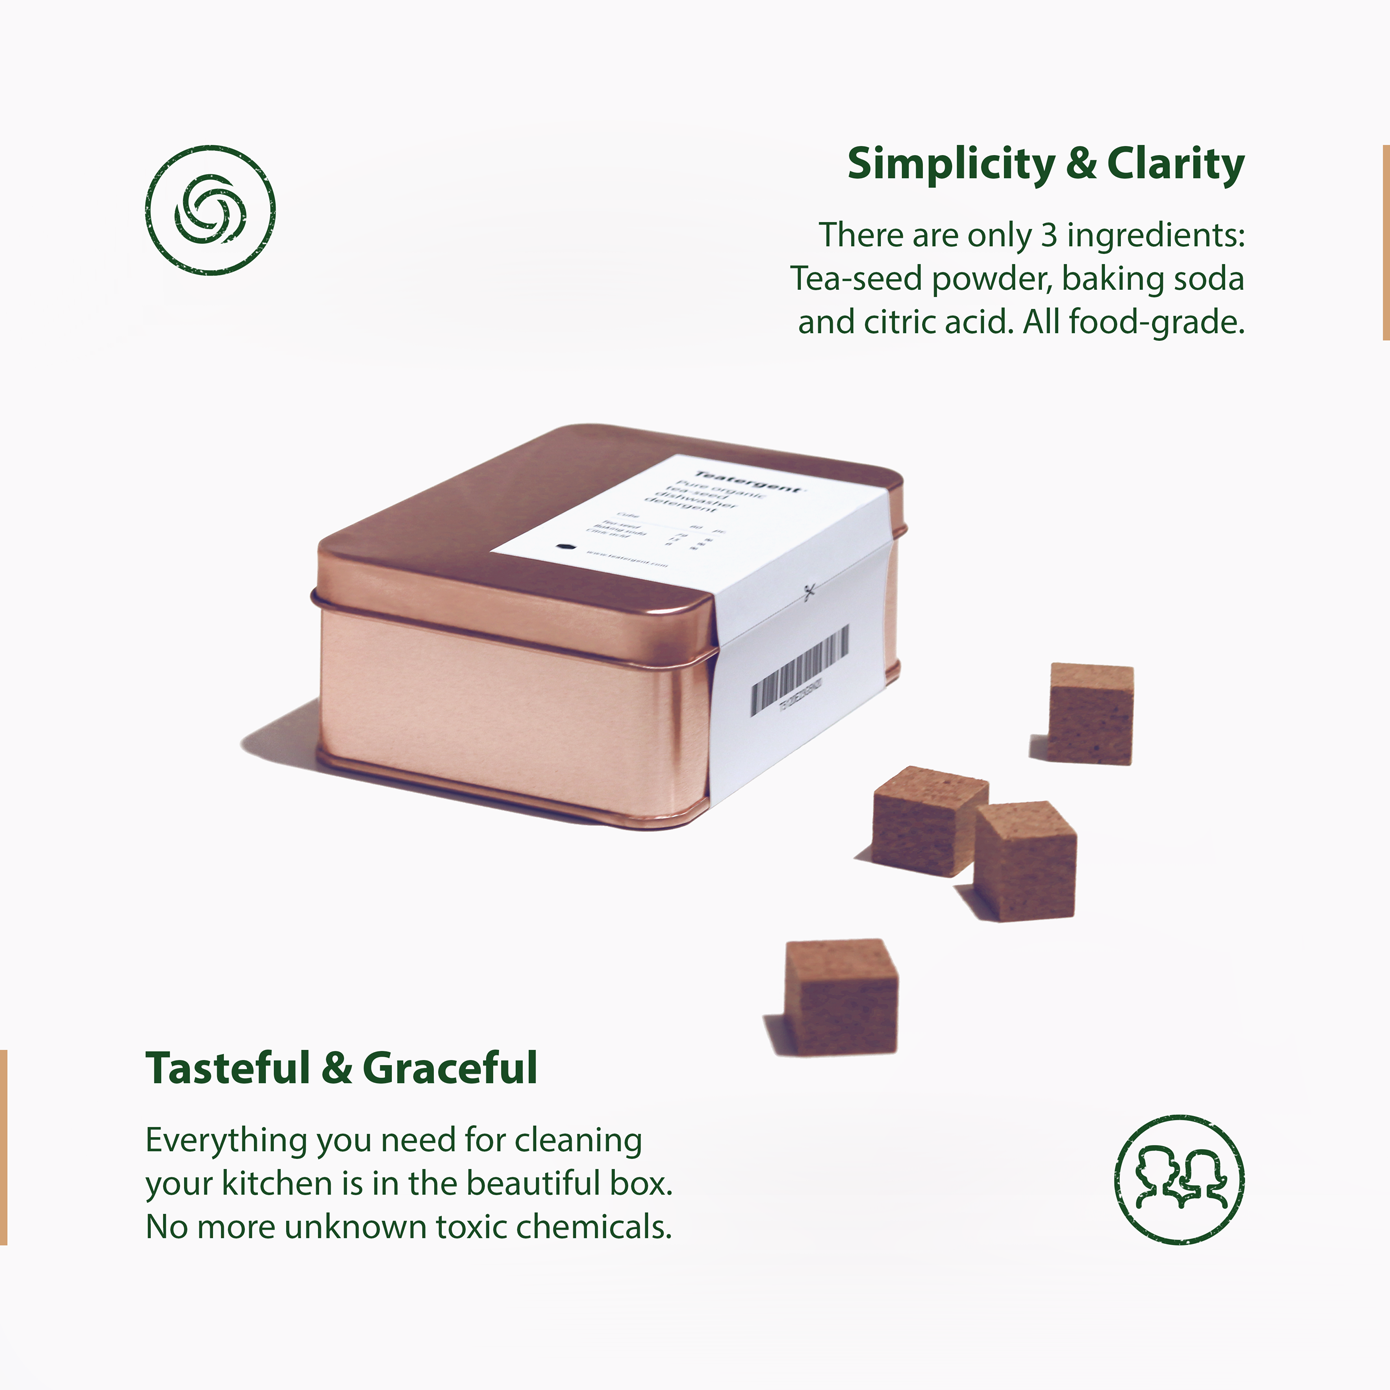 Simplicity & Clarity
There are only 3 ingredients:
Tea-seed powder, baking soda
and citric acid. All food-grade.
Teatergent
Pure organic
tea-seed
dishwasher
detergent
Cube
Tea-seed
Baking soda
Citric Acid
www.teatergent.com
Tasteful & Graceful
Everything you need for cleaning
your kitchen is in the beautiful box.
No more unknown toxic chemicals.